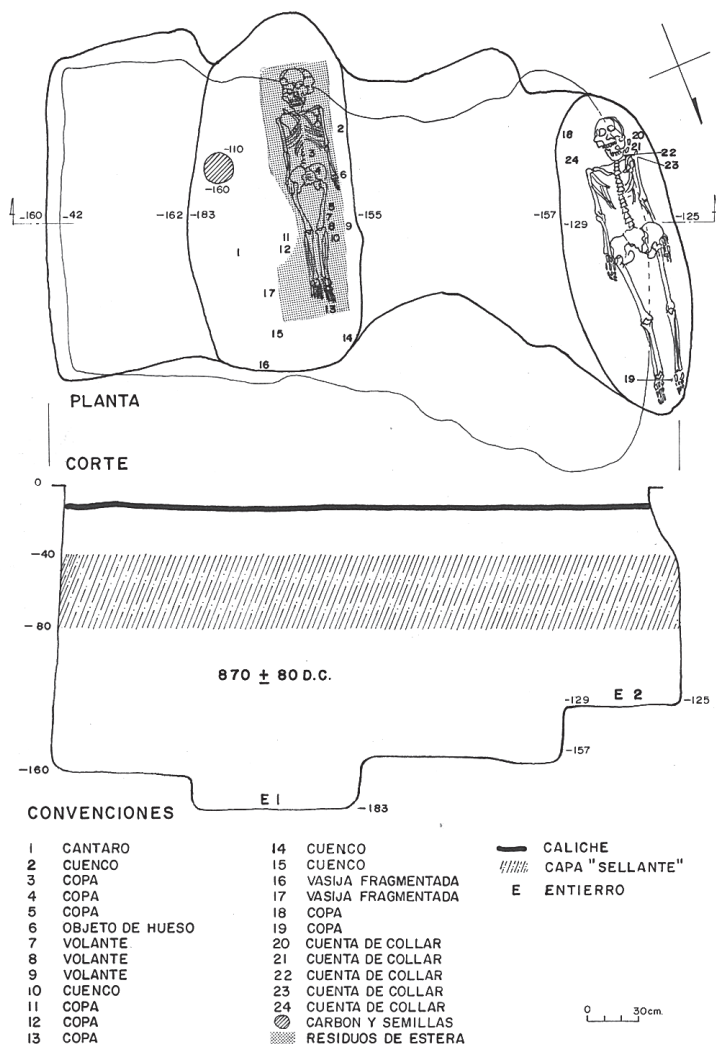 18
20
21
2
-110
24
22
3
23
4
6
-160
5
-160
-42
-162
-183
7
-155
-157
-129
-125
8
9
11
10
1
12
17
13
15
14
16
19
PLANTA
CORTE
0
-40
-80
870 ± 80 D.C.
-129
E 2
-125
-157
-160
E 1
-183
CONVENCIONES
1 CANTARO
2 CUENCO
3 COPA
4 COPA
5 COPA
6 OBJETO DE HUESO
7 VOLANTE
8 VOLANTE
9 VOLANTE
10 CUENCO
11 COPA
12 COPA
13 COPA
14 CUENCO
15 CUENCO
16 VASIJA FRAGMENTADA
17 VASIJA FRAGMENTADA
18 COPA
19 COPA
20 CUENTA DE COLLAR
21 CUENTA DE COLLAR
22 CUENTA DE COLLAR
23 CUENTA DE COLLAR
24 CUENTA DE COLLAR
CARBON Y SEMILLAS
RESIDUOS DE ESTERA
CALICHE
CAPA "SELLANTE"
E ENTIERRO
0 30cm.